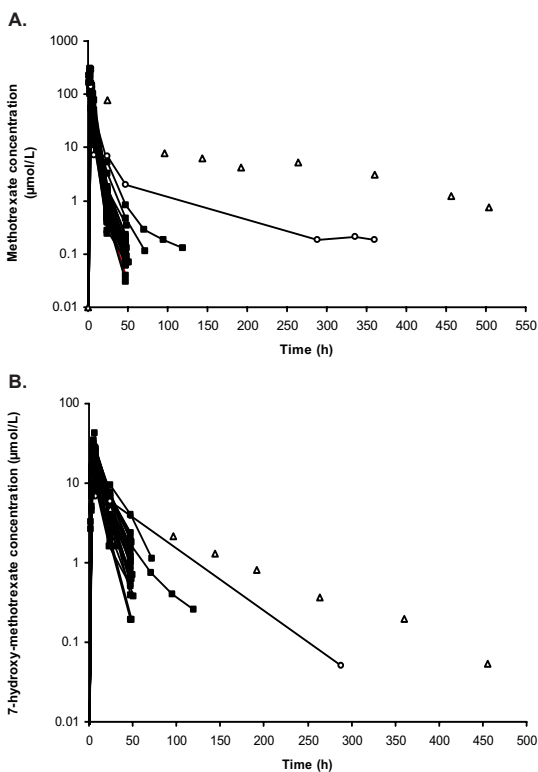 A.
1000
100
10
1
0.1
0.01
Methotrexate concentration
(µmol/L)
0 50 100 150 200 250 300 350 400 450 500 550
Time (h)
B.
100
10
1
0.1
0.01
7-hydroxy-methotrexate concentration (µmol/L)
0 50 100 150 200 250 300 350 400 450 500
Time (h)